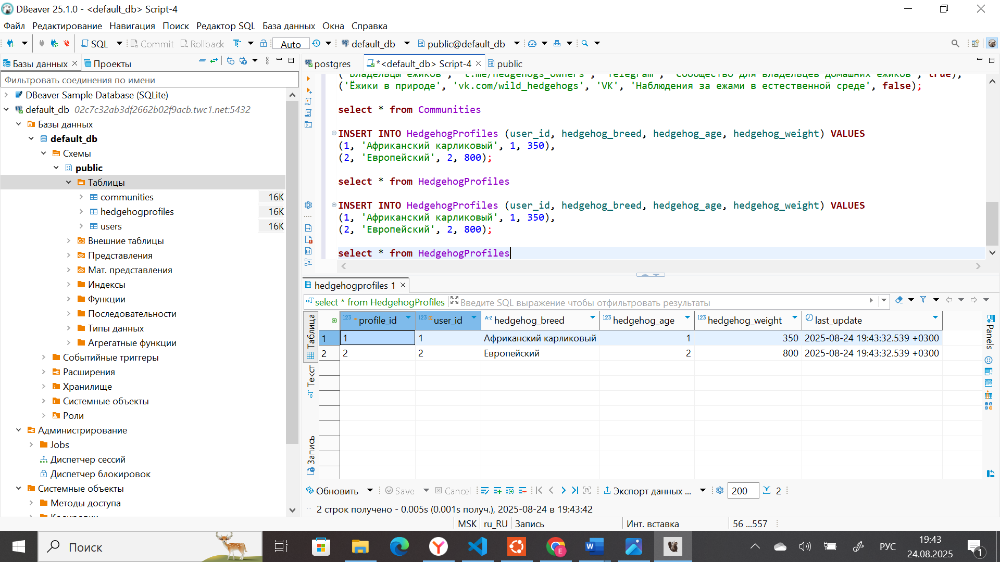 DBeaver 25.1.0 - <default_db> Script-4
Файл Редактирование Навигация Поиск Редактор SQL База данных Окна Справка
SQL Commit Rollback Auto default_db public@default_db
Базы данных Проекты
Фильтровать соединения по имени
DBeaver Sample Database (SQLite)
default_db 02c7c32ab3df2662b02f9acb.twc1.net:5432
Базы данных
default_db
Схемы
public
Таблицы
communities 16K
hedgehogprofiles 16K
users 16K
Внешние таблицы
Представления
Мат. представления
Индексы
Функции
Последовательности
Типы данных
Агрегатные функции
Событийные триггеры
Расширения
Хранилище
Системные объекты
Роли
Администрирование
Jobs
Диспетчер сессий
Диспетчер блокировок
Системные объекты
Методы доступа
postgres *<default_db> Script-4 public
('Владельцы ёжиков', 't.me/hedgehogs_owners', 'Telegram', 'Сообщество для владельцев домашних ёжиков', true),
('Ёжики в природе', 'vk.com/wild_hedgehogs', 'VK', 'Наблюдения за ежами в естественной среде', false);
select * from Communities
INSERT INTO HedgehogProfiles (user_id, hedgehog_breed, hedgehog_age, hedgehog_weight) VALUES
(1, 'Африканский карликовый', 1, 350),
(2, 'Европейский', 2, 800);
select * from HedgehogProfiles
INSERT INTO HedgehogProfiles (user_id, hedgehog_breed, hedgehog_age, hedgehog_weight) VALUES
(1, 'Африканский карликовый', 1, 350),
(2, 'Европейский', 2, 800);
select * from HedgehogProfiles
hedgehogprofiles 1
select * from HedgehogProfiles Введите SQL выражение чтобы отфильтровать результаты
Таблица
Текст
Запись
123 profile_id 123 user_id A-Z hedgehog_breed 123 hedgehog_age 123 hedgehog_weight last_update
1 1 1 Африканский карликовый 1 350 2025-08-24 19:43:32.539 +0300
2 2 2 Европейский 2 800 2025-08-24 19:43:32.539 +0300
Panels
Обновить Save Cancel Экспорт данных ... 200 2
2 строк получено - 0.005s (0.001s получ.), 2025-08-24 в 19:43:42
MSK ru_RU Запись Инт. вставка 56 ...557
Поиск
РУС
19:43
24.08.2025
1